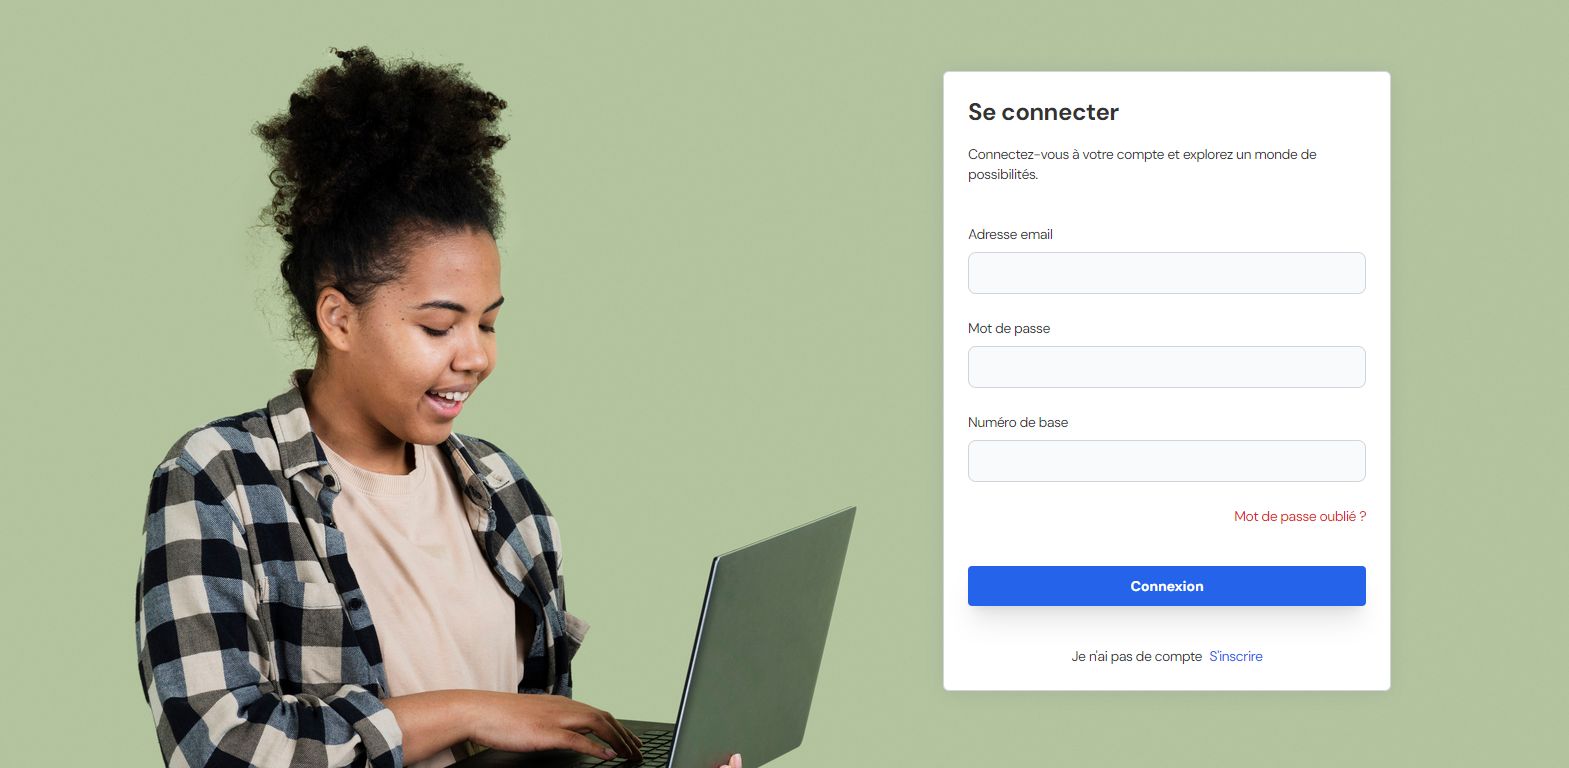 Se connecter
Connectez-vous à votre compte et explorez un monde de
possibilités.
Adresse email
Mot de passe
Numéro de base
Mot de passe oublié ?
Connexion
Je n'ai pas de compte S'inscrire